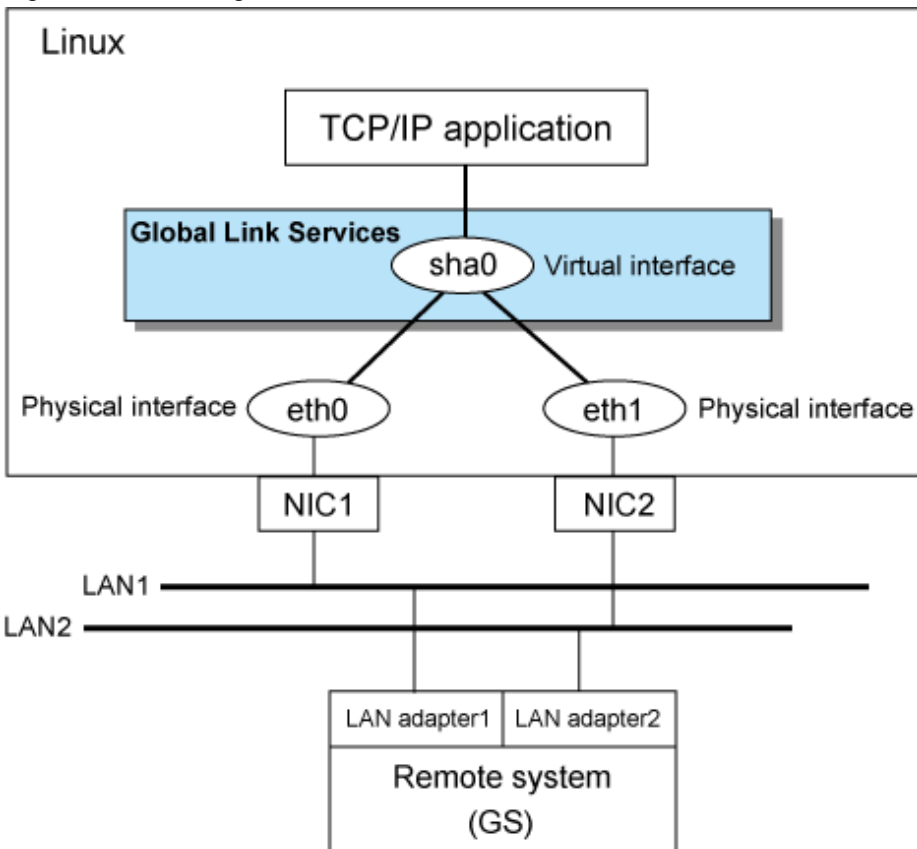 Linux
TCP/IP application
Global Link Services
sha0 Virtual interface
Physical interface eth0 eth1 Physical interface
NIC1 NIC2
LAN1
LAN2
LAN adapter1 LAN adapter2
Remote system
(GS)